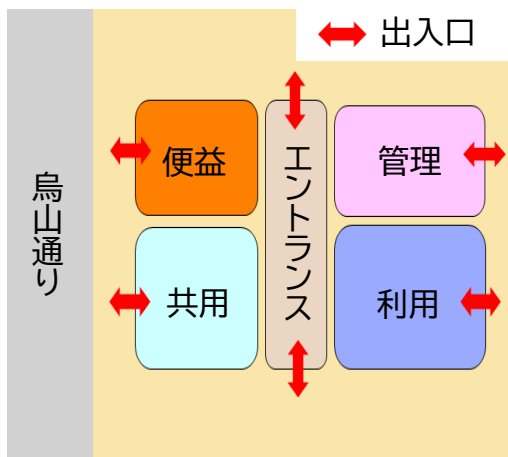 出入口
烏山通り
便益
エントランス
管理
共用
利用